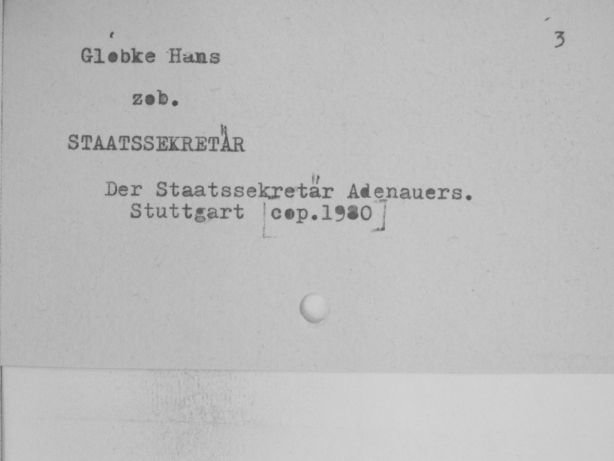 3
Globke Hans
zob.
STAATSSEKRETÄR
Der Staatssekretär Adenauers.
Stuttgart [cop.1980]